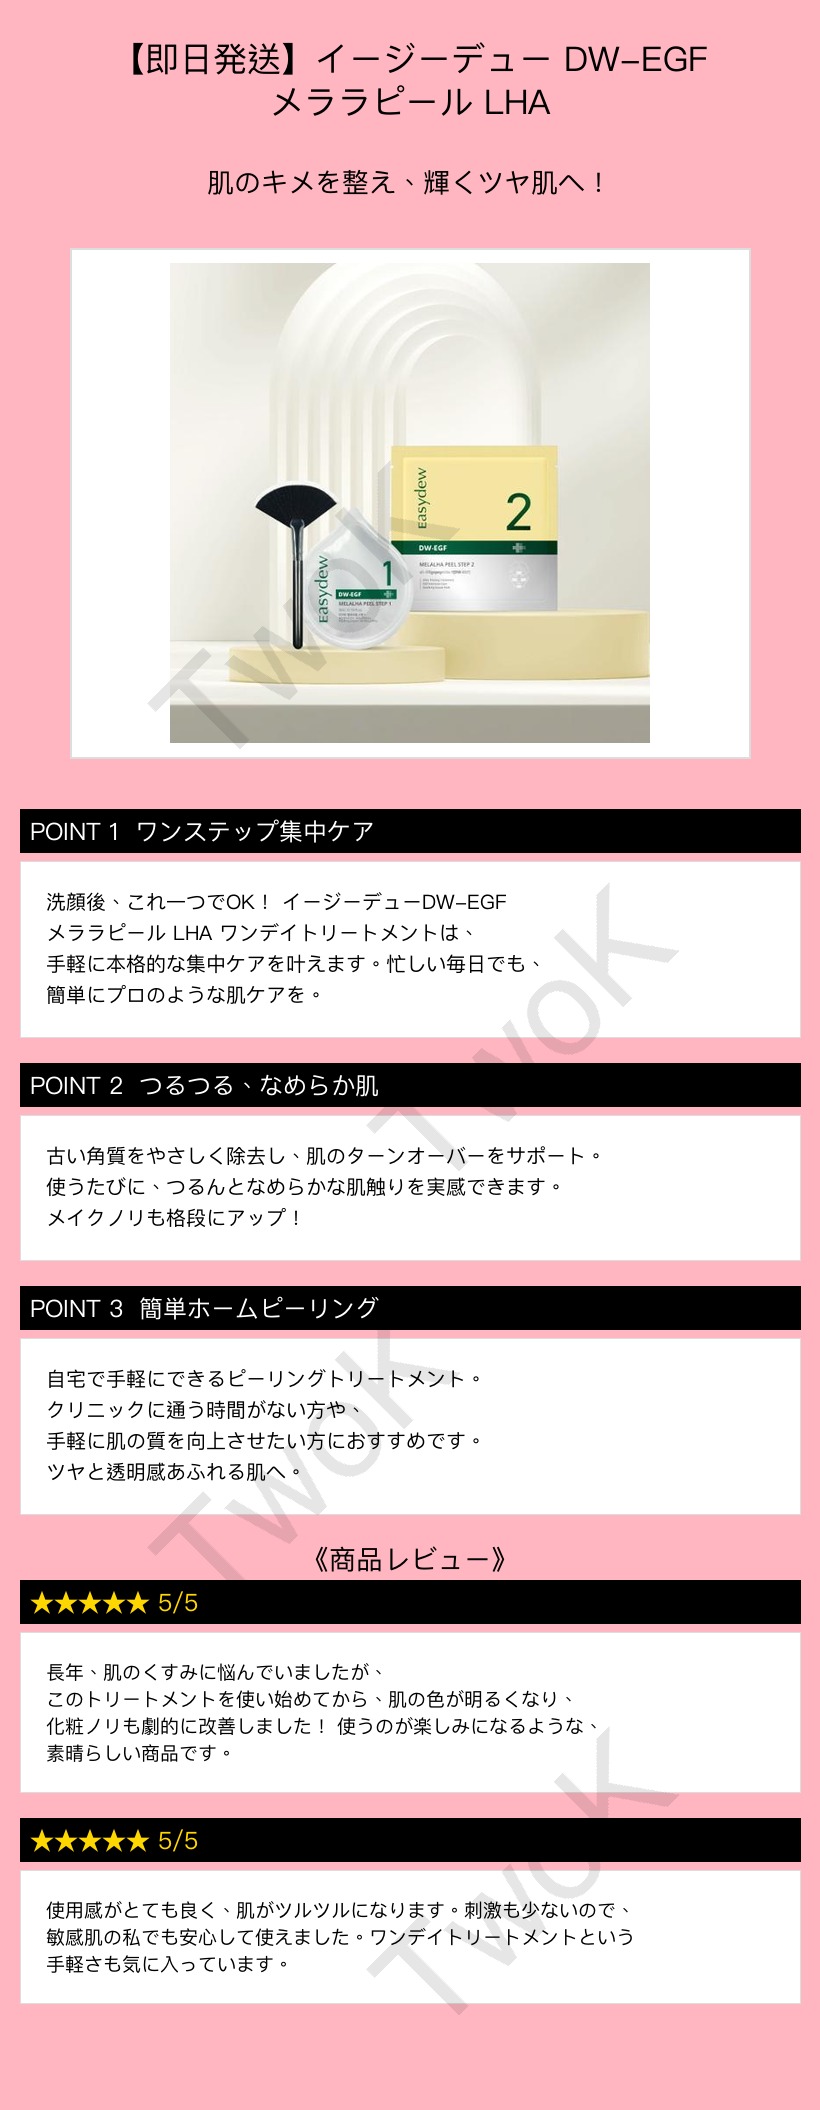 【即日発送】イージーデュー DW-EGF
メララピール LHA
肌のキメを整え、輝くツヤ肌へ！
Easydew
2
DW-EGF
MELALHA PEEL STEP 2
Easydew
1
DW-EGF
MELALHA PEEL STEP 1
TwoK
POINT 1 ワンステップ集中ケア
洗顔後、これ一つでOK！ イージーデューDW-EGF
メララピール LHA ワンデイトリートメントは、
手軽に本格的な集中ケアを叶えます。忙しい毎日でも、
簡単にプロのような肌ケアを。
TwoK
POINT 2 つるつる、なめらか肌
古い角質をやさしく除去し、肌のターンオーバーをサポート。
使うたびに、つるんとなめらかな肌触りを実感できます。
メイクノリも格段にアップ！
POINT 3 簡単ホームピーリング
自宅で手軽にできるピーリングトリートメント。
クリニックに通う時間がない方や、
手軽に肌の質を向上させたい方におすすめです。
ツヤと透明感あふれる肌へ。
TwoK
《商品レビュー》
★★★★★ 5/5
長年、肌のくすみに悩んでいましたが、
このトリートメントを使い始めてから、肌の色が明るくなり、
化粧ノリも劇的に改善しました！ 使うのが楽しみになるような、
素晴らしい商品です。
★★★★★ 5/5
使用感がとても良く、肌がツルツルになります。刺激も少ないので、
敏感肌の私でも安心して使えました。ワンデイトリートメントという
手軽さも気に入っています。
TwoK